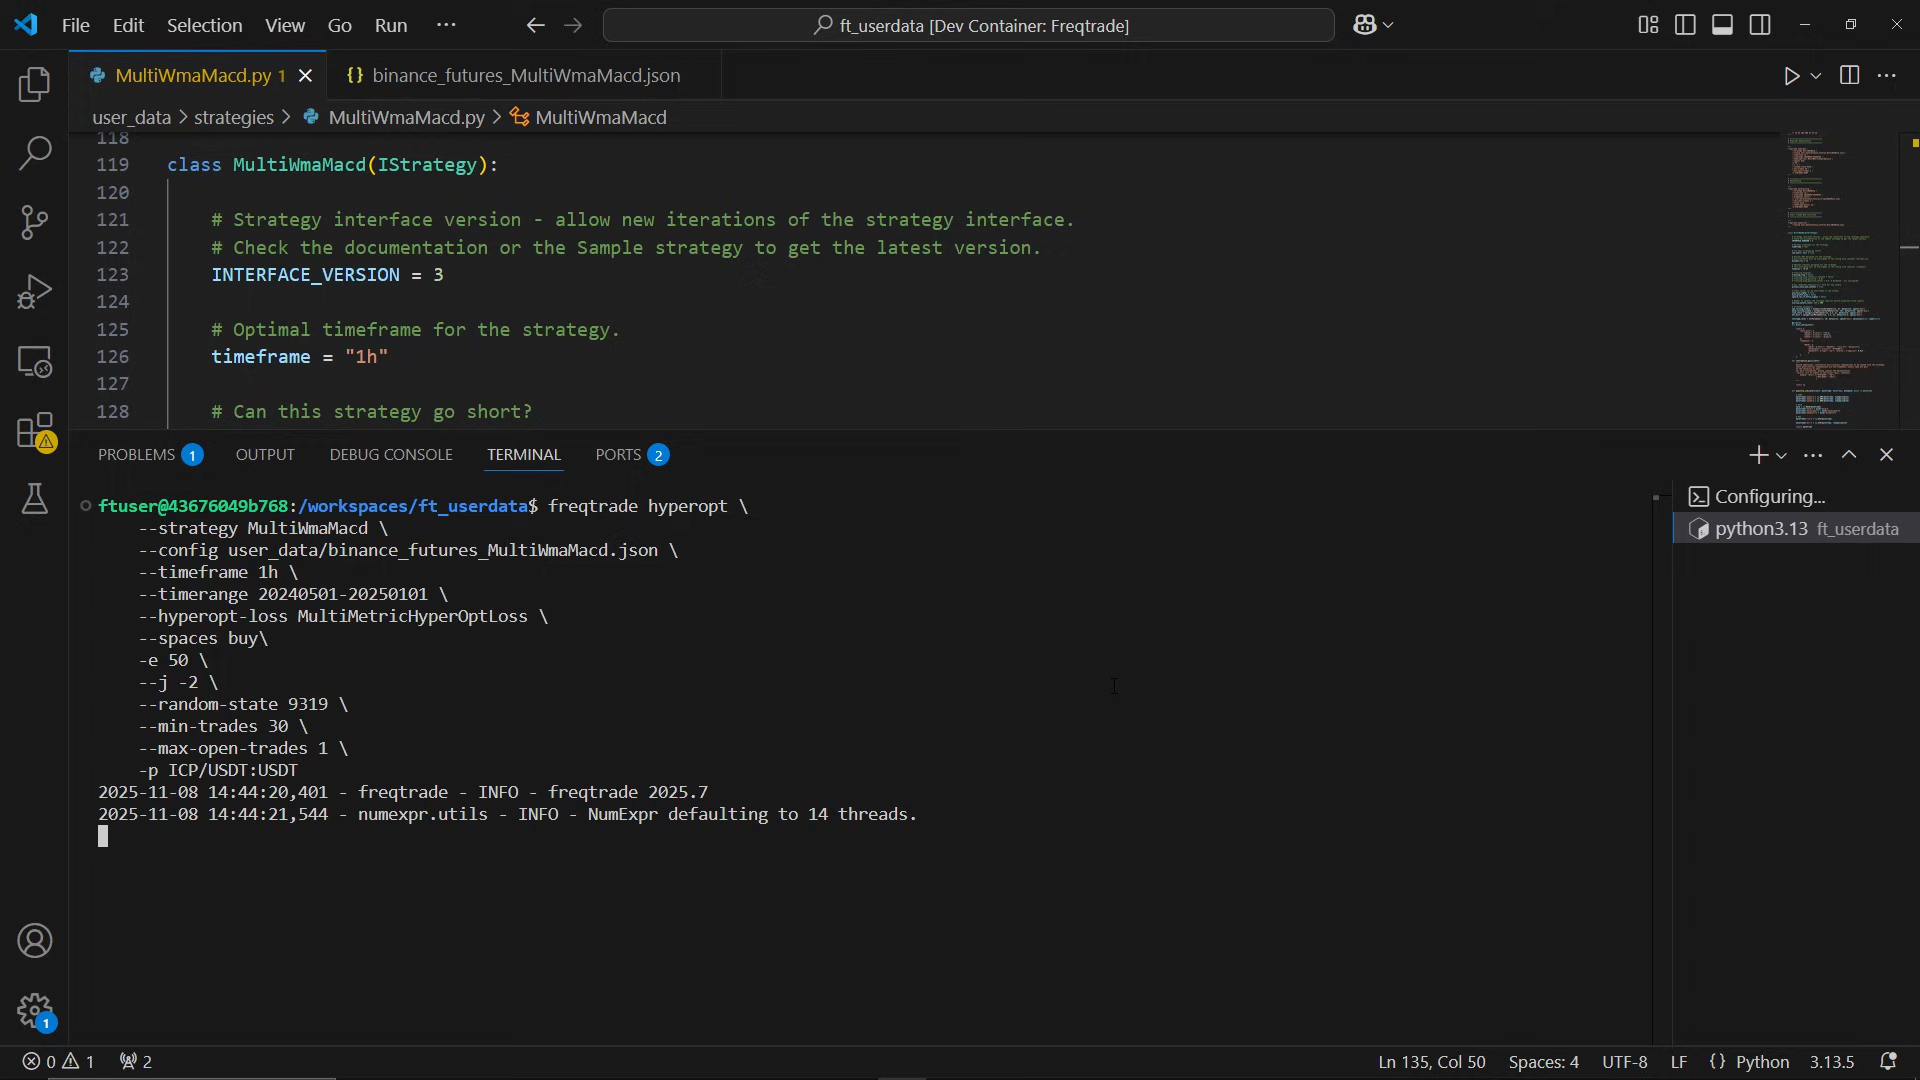 File Edit Selection View Go Run ··· ft_userdata [Dev Container: Freqtrade]
MultiWmaMacd.py 1 {} binance_futures_MultiWmaMacd.json
user_data > strategies > MultiWmaMacd.py > MultiWmaMacd
118
119 class MultiWmaMacd(IStrategy):
120
121 # Strategy interface version - allow new iterations of the strategy interface.
122 # Check the documentation or the Sample strategy to get the latest version.
123 INTERFACE_VERSION = 3
124
125 # Optimal timeframe for the strategy.
126 timeframe = "1h"
127
128 # Can this strategy go short?
PROBLEMS 1 OUTPUT DEBUG CONSOLE TERMINAL PORTS 2
ftuser@43676049b768:/workspaces/ft_userdata$ freqtrade hyperopt \
--strategy MultiWmaMacd \
--config user_data/binance_futures_MultiWmaMacd.json \
--timeframe 1h \
--timerange 20240501-20250101 \
--hyperopt-loss MultiMetricHyperOptLoss \
--spaces buy\
-e 50 \
--j -2 \
--random-state 9319 \
--min-trades 30 \
--max-open-trades 1 \
-p ICP/USDT:USDT
2025-11-08 14:44:20,401 - freqtrade - INFO - freqtrade 2025.7
2025-11-08 14:44:21,544 - numexpr.utils - INFO - NumExpr defaulting to 14 threads.
Configuring...
python3.13 ft_userdata
1
0 1 2 Ln 135, Col 50 Spaces: 4 UTF-8 LF {} Python 3.13.5